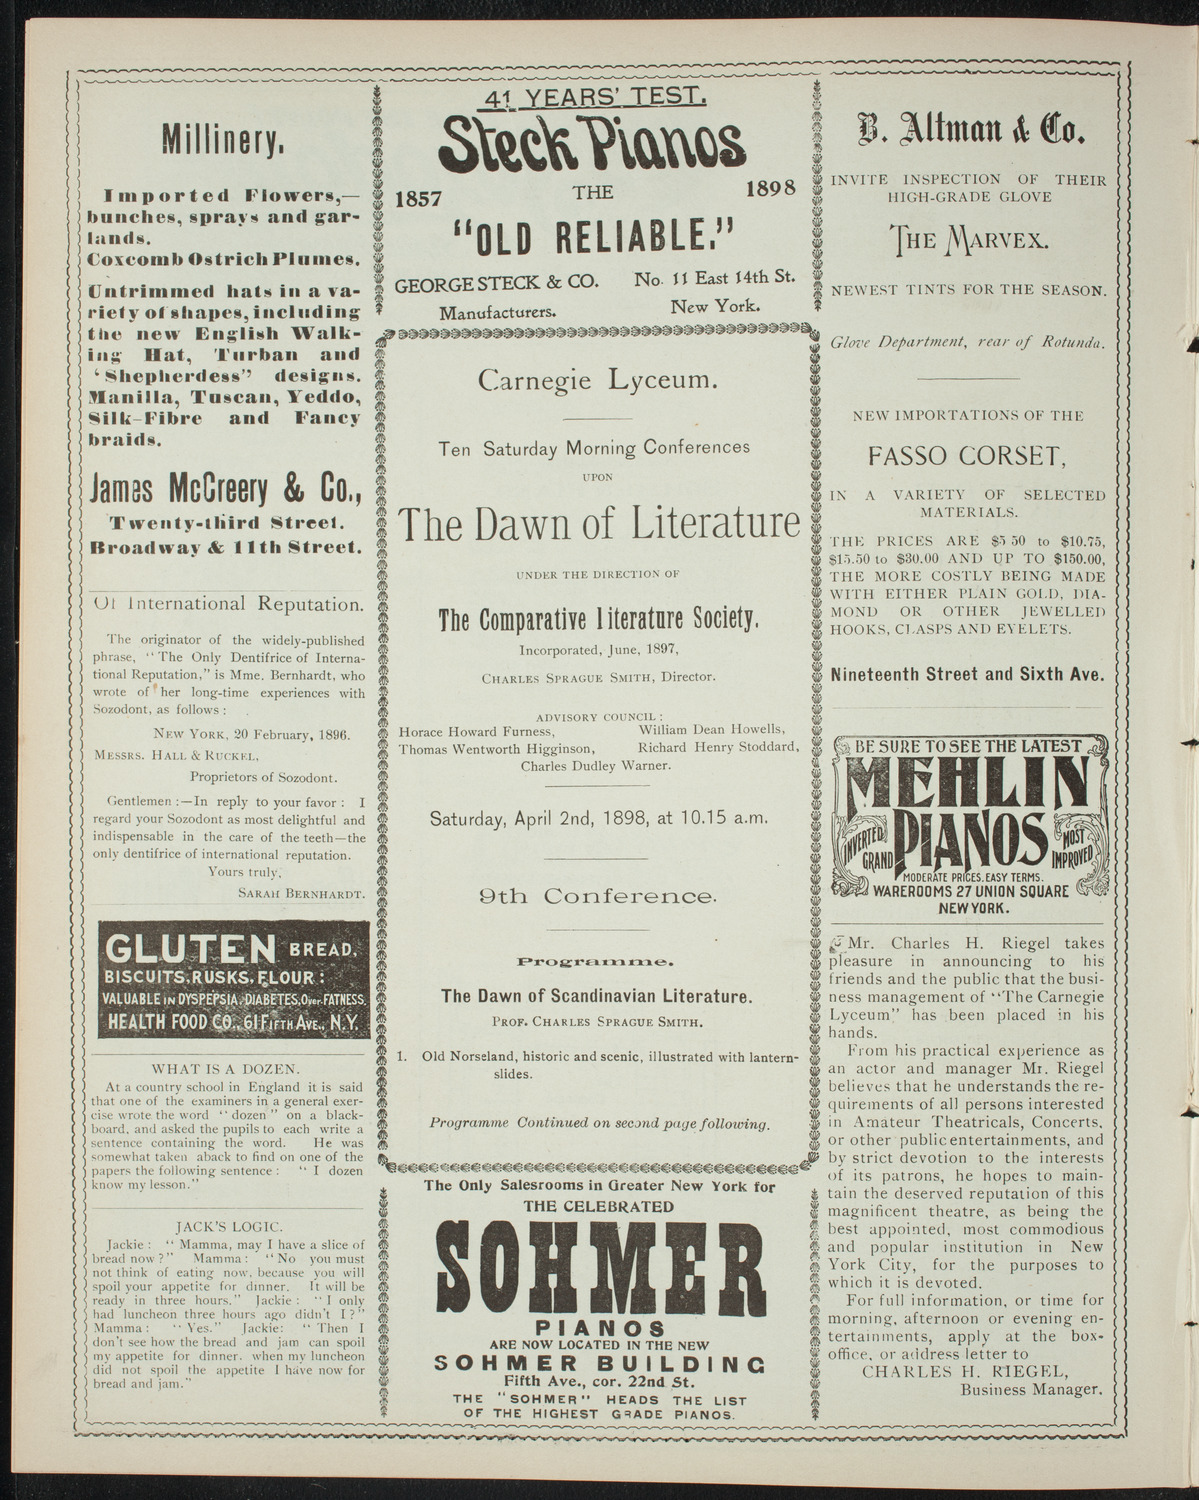 Millinery.
Imported Flowers,—
bunches, sprays and gar-
lands.
Coxcomb Ostrich Plumes.
Untrimmed hats in a va-
riety of shapes, including
the new English Walk-
ing Hat, Turban and
‘Shepherdess” designs.
Manilla, Tuscan, Yeddo,
Silk-Fibre and Fancy
braids.
James McCreery & Co.,
Twenty-third Street.
Broadway & 11th Street.
Of International Reputation.
The originator of the widely-published
phrase, “The Only Dentifrice of Interna-
tional Reputation,” is Mme. Bernhardt, who
wrote of her long-time experiences with
Sozodont, as follows:
NEW YORK, 20 February, 1896.
MESSRS. HALL & RUCKEL,
Proprietors of Sozodont.
Gentlemen:—In reply to your favor: I
regard your Sozodont as most delightful and
indispensable in the care of the teeth—the
only dentifrice of international reputation.
Yours truly,
SARAH BERNHARDT.
GLUTEN BREAD,
BISCUITS, RUSKS, FLOUR:
VALUABLE IN DYSPEPSIA, DIABETES, Over-FATNESS.
HEALTH FOOD CO., 61 FIFTH AVE., N.Y.
WHAT IS A DOZEN.
At a country school in England it is said
that one of the examiners in a general exer-
cise wrote the word “dozen” on a black-
board, and asked the pupils to each write a
sentence containing the word. He was
somewhat taken aback to find on one of the
papers the following sentence: “I dozen
know my lesson.”
JACK'S LOGIC.
Jackie: “Mamma, may I have a slice of
bread now?” Mamma: “No you must
not think of eating now, because you will
spoil your appetite for dinner. It will be
ready in three hours.” Jackie: “I only
had luncheon three hours ago didn't I?”
Mamma: “Yes.” Jackie: “Then I
don't see how the bread and jam can spoil
my appetite for dinner, when my luncheon
did not spoil the appetite I have now for
bread and jam.”
41 YEARS' TEST.
Steck Pianos
1857 THE 1898
“OLD RELIABLE.”
GEORGE STECK & CO. No. 11 East 14th St.
Manufacturers. New York.
Carnegie Lyceum.
Ten Saturday Morning Conferences
UPON
The Dawn of Literature
UNDER THE DIRECTION OF
The Comparative Literature Society.
Incorporated, June, 1897,
CHARLES SPRAGUE SMITH, Director.
ADVISORY COUNCIL:
Horace Howard Furness, William Dean Howells,
Thomas Wentworth Higginson, Richard Henry Stoddard,
Charles Dudley Warner.
Saturday, April 2nd, 1898, at 10.15 a.m.
9th Conference.
Programme.
The Dawn of Scandinavian Literature.
PROF. CHARLES SPRAGUE SMITH.
1. Old Norseland, historic and scenic, illustrated with lantern-
slides.
Programme Continued on second page following.
The Only Salesrooms in Greater New York for
THE CELEBRATED
SOHMER
PIANOS
ARE NOW LOCATED IN THE NEW
SOHMER BUILDING
Fifth Ave., cor. 22nd St.
THE “SOHMER” HEADS THE LIST
OF THE HIGHEST GRADE PIANOS.
B. Altman & Co.
INVITE INSPECTION OF THEIR
HIGH-GRADE GLOVE
THE MARVEX.
NEWEST TINTS FOR THE SEASON.
Glove Department, rear of Rotunda.
NEW IMPORTATIONS OF THE
FASSO CORSET,
IN A VARIETY OF SELECTED
MATERIALS.
THE PRICES ARE $5 50 to $10.75,
$15.50 to $30.00 AND UP TO $150.00,
THE MORE COSTLY BEING MADE
WITH EITHER PLAIN GOLD, DIA-
MOND OR OTHER JEWELLED
HOOKS, CLASPS AND EYELETS.
Nineteenth Street and Sixth Ave.
BE SURE TO SEE THE LATEST
MEHLIN
PIANOS
INVERTED GRAND
MOST IMPROVED
MODERATE PRICES. EASY TERMS.
WAREROOMS 27 UNION SQUARE
NEW YORK.
☞Mr. Charles H. Riegel takes
pleasure in announcing to his
friends and the public that the busi-
ness management of “The Carnegie
Lyceum” has been placed in his
hands.
From his practical experience as
an actor and manager Mr. Riegel
believes that he understands the re-
quirements of all persons interested
in Amateur Theatricals, Concerts,
or other public entertainments, and
by strict devotion to the interests
of its patrons, he hopes to main-
tain the deserved reputation of this
magnificent theatre, as being the
best appointed, most commodious
and popular institution in New
York City, for the purposes to
which it is devoted.
For full information, or time for
morning, afternoon or evening en-
tertainments, apply at the box-
office, or address letter to
CHARLES H. RIEGEL,
Business Manager.